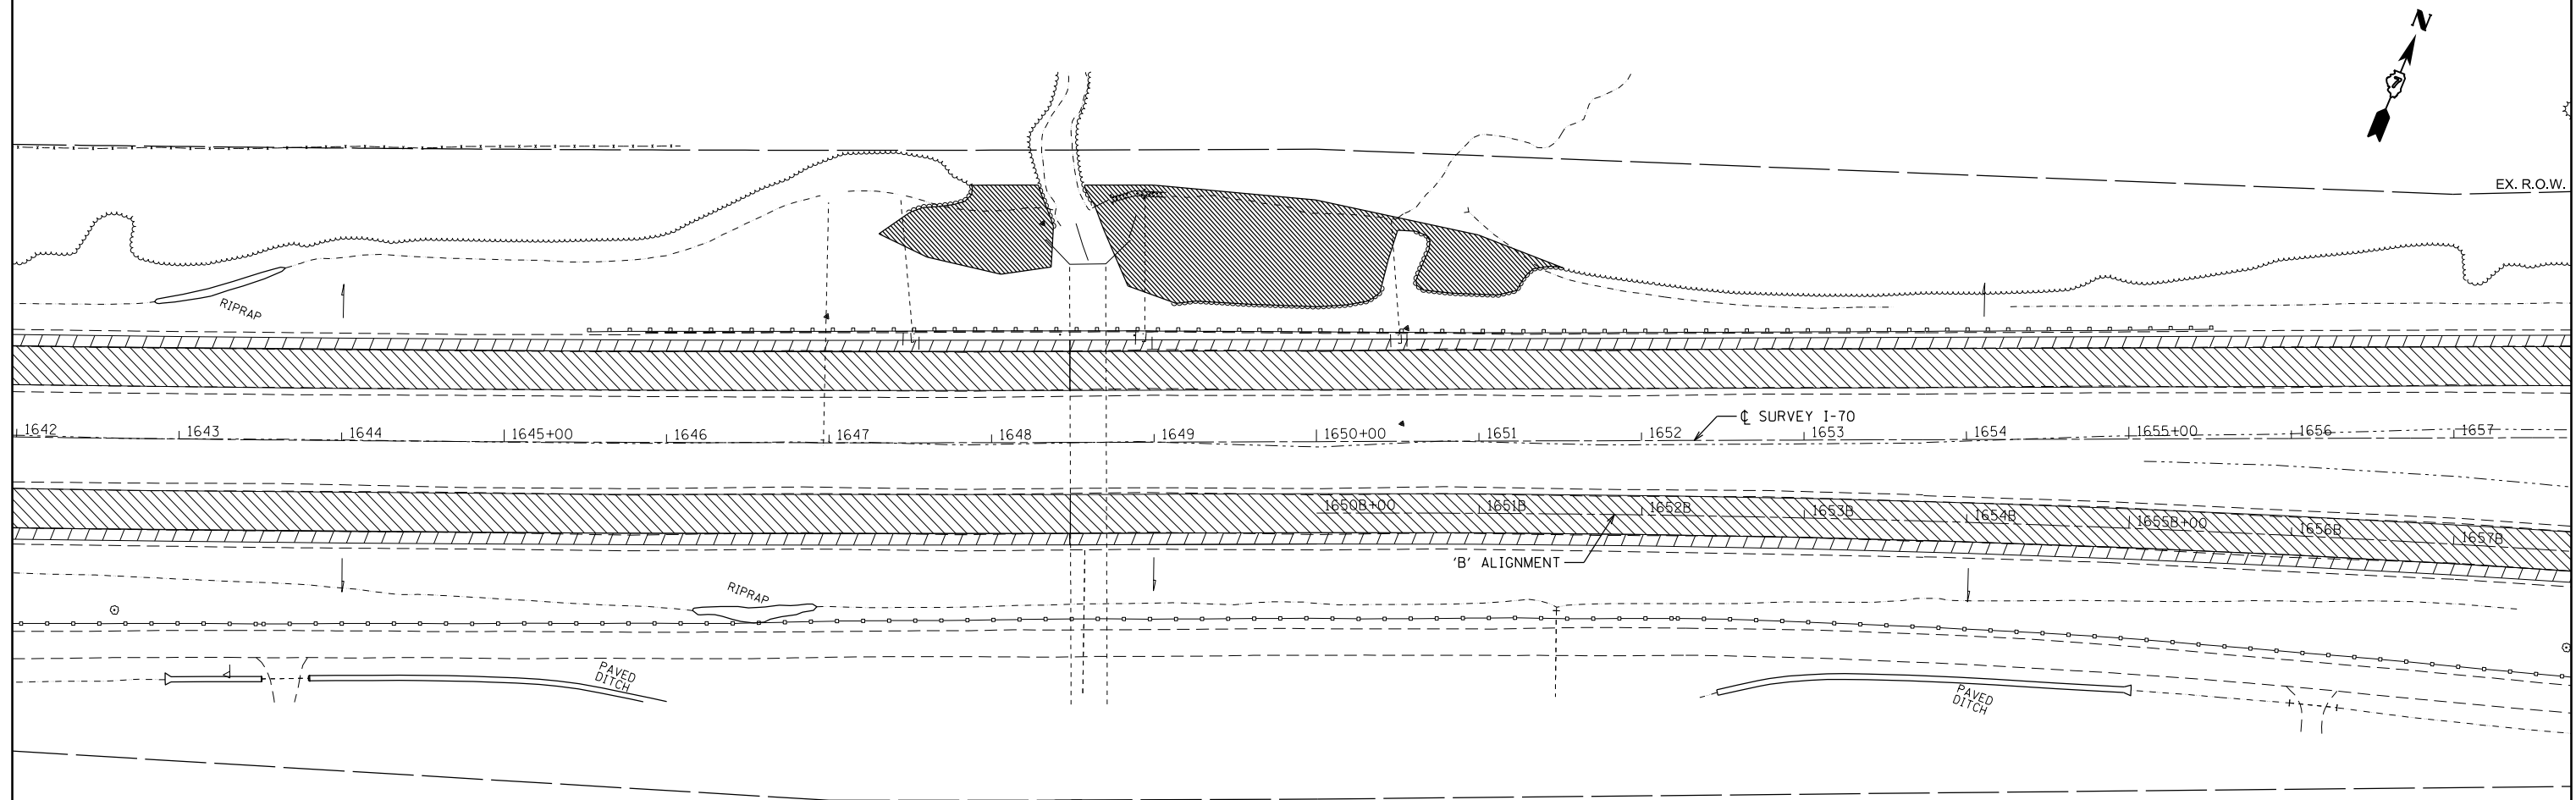 N
7
EX. R.O.W.
RIPRAP
℄ SURVEY I-70
1642 1643 1644 1645+00 1646 1647 1648 1649 1650+00 1651 1652 1653 1654 1655+00 1656 1657
1650B+00 1651B 1652B 1653B 1654B 1655B+00 1656B 1657B
'B' ALIGNMENT
RIPRAP
PAVED
DITCH
PAVED
DITCH